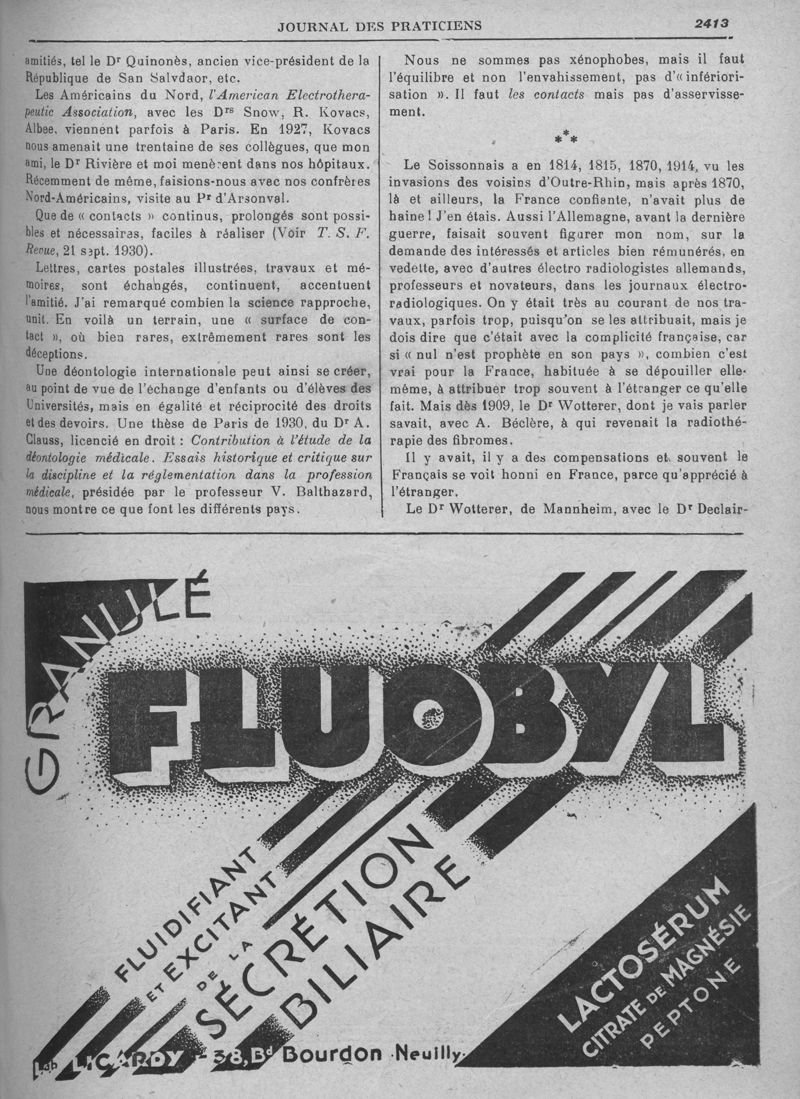 JOURNAL DES PRATICIENS
2413
amitiés, tel le Dr Quinonès, ancien vice-président de la
République de San Salvdaor, etc.
Les Américains du Nord, l'American Electrothera-
peutic Association, avec les Drs Snow, R. Kovacs,
Albee, viennent parfois à Paris. En 1927, Kovacs
nous amenait une trentaine de ses collègues, que mon
ami, le Dr Rivière et moi menèrent dans nos hôpitaux.
Récemment de même, faisions-nous avec nos confrères
Nord-Américains, visite au Pr d'Arsonval.
Que de « contacts » continus, prolongés sont possi-
bles et nécessaires, faciles à réaliser (Voir T. S. F.
Revue, 21 sept. 1930).
Lettres, cartes postales illustrées, travaux et mé-
moires, sont échangés, continuent, accentuent
l'amitié. J'ai remarqué combien la science rapproche,
unit. En voilà un terrain, une « surface de con-
tact », où bien rares, extrêmement rares sont les
déceptions.
Une déontologie internationale peut ainsi se créer,
au point de vue de l'échange d'enfants ou d'élèves des
Universités, mais en égalité et réciprocité des droits
et des devoirs. Une thèse de Paris de 1930, du Dr A.
Clauss, licencié en droit : Contribution à l'étude de la
déontologie médicale. Essais historique et critique sur
la discipline et la réglementation dans la profession
médicale, présidée par le professeur V. Balthazard,
nous montre ce que font les différents pays.
Nous ne sommes pas xénophobes, mais il faut
l'équilibre et non l'envahissement, pas d'« infériori-
sation ». Il faut les contacts mais pas d'asservisse-
ment.
* * *
Le Soissonnais a en 1814, 1815, 1870, 1914, vu les
invasions des voisins d'Outre-Rhin, mais après 1870,
là et ailleurs, la France confiante, n'avait plus de
haine ! J'en étais. Aussi l'Allemagne, avant la dernière
guerre, faisait souvent figurer mon nom, sur la
demande des intéressés et articles bien rémunérés, en
vedette, avec d'autres électro radiologistes allemands,
professeurs et novateurs, dans les journaux électro-
radiologiques. On y était très au courant de nos tra-
vaux, parfois trop, puisqu'on se les attribuait, mais je
dois dire que c'était avec la complicité française, car
si « nul n'est prophète en son pays », combien c'est
vrai pour la France, habituée à se dépouiller elle-
même, à attribuer trop souvent à l'étranger ce qu'elle
fait. Mais dès 1909, le Dr Wotterer, dont je vais parler
savait, avec A. Béclère, à qui revenait la radiothé-
rapie des fibromes.
Il y avait, il y a des compensations et souvent le
Français se voit honni en France, parce qu'apprécié à
l'étranger.
Le Dr Wotterer, de Mannheim, avec le Dr Declair-
GRANULÉ
FLUOBYL
FLUIDIFIANT
ET EXCITANT
DE LA
SÉCRÉTION
BILIAIRE
LACTOSÉRUM
CITRATE DE MAGNÉSIE
PEPTONE
Lab LICARDY - 38, Bd Bourdon - Neuilly.